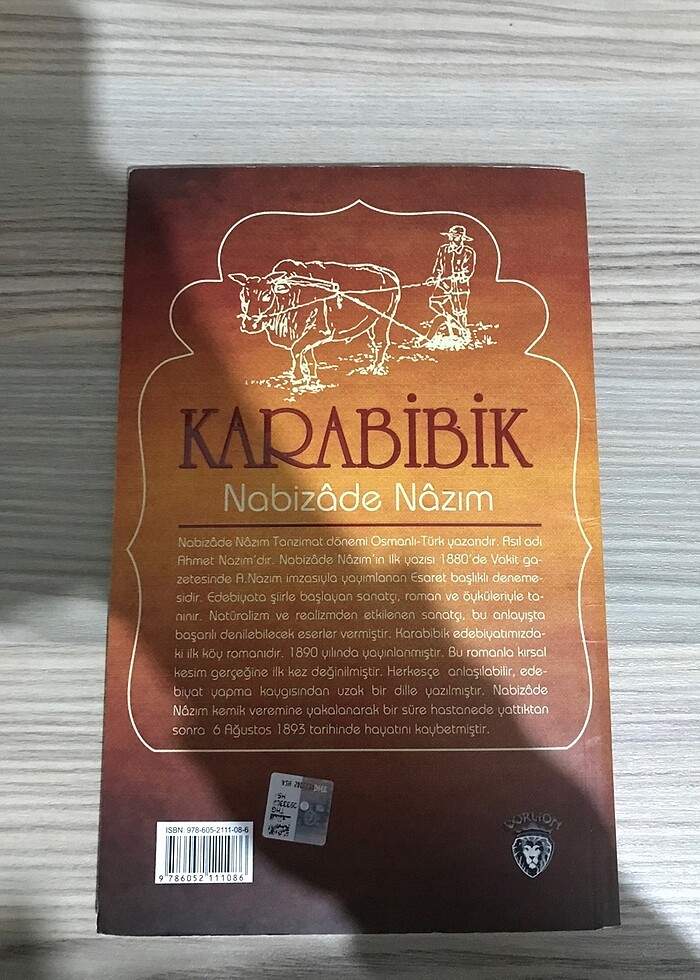 KARABİBİK
Nabizâde Nâzım
Nabizâde Nâzım Tanzimat dönemi Osmanlı-Türk yazarıdır. Asıl adı
Ahmet Nazım'dır. Nabizâde Nâzım'ın ilk yazısı 1880'de Vakit ga-
zetesinde A.Nazım imzasıyla yayımlanan Esaret başlıklı deneme-
sidir. Edebiyata şiirle başlayan sanatçı, roman ve öyküleriyle ta-
nınır. Natüralizm ve realizmden etkilenen sanatçı, bu anlayışta
başarılı denilebilecek eserler vermiştir. Karabibik edebiyatımızda-
ki ilk köy romanıdır. 1890 yılında yayınlanmıştır. Bu romanla kırsal
kesim gerçeğine ilk kez değinilmiştir. Herkesçe anlaşılabilir, ede-
biyat yapma kaygısından uzak bir dille yazılmıştır. Nabizâde
Nâzım kemik veremine yakalanarak bir süre hastanede yattıktan
sonra 6 Ağustos 1893 tarihinde hayatını kaybetmiştir.
ISBN 978-605-2111-08-6
9 786052 111086
DORLION